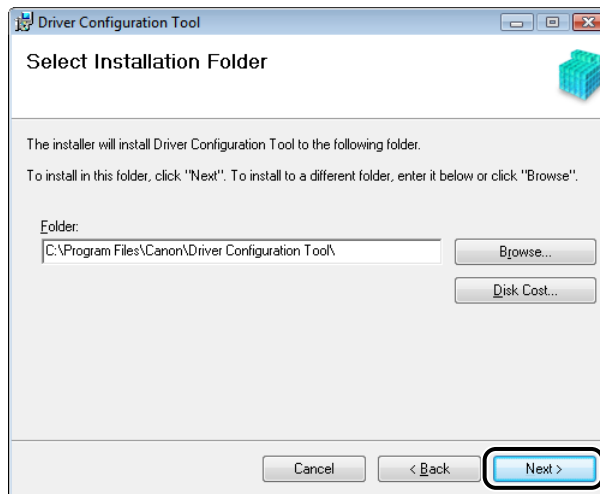 Driver Configuration Tool
Select Installation Folder
The installer will install Driver Configuration Tool to the following folder.
To install in this folder, click "Next". To install to a different folder, enter it below or click "Browse".
Folder:
C:\Program Files\Canon\Driver Configuration Tool\
Browse...
Disk Cost...
Cancel
< Back
Next >